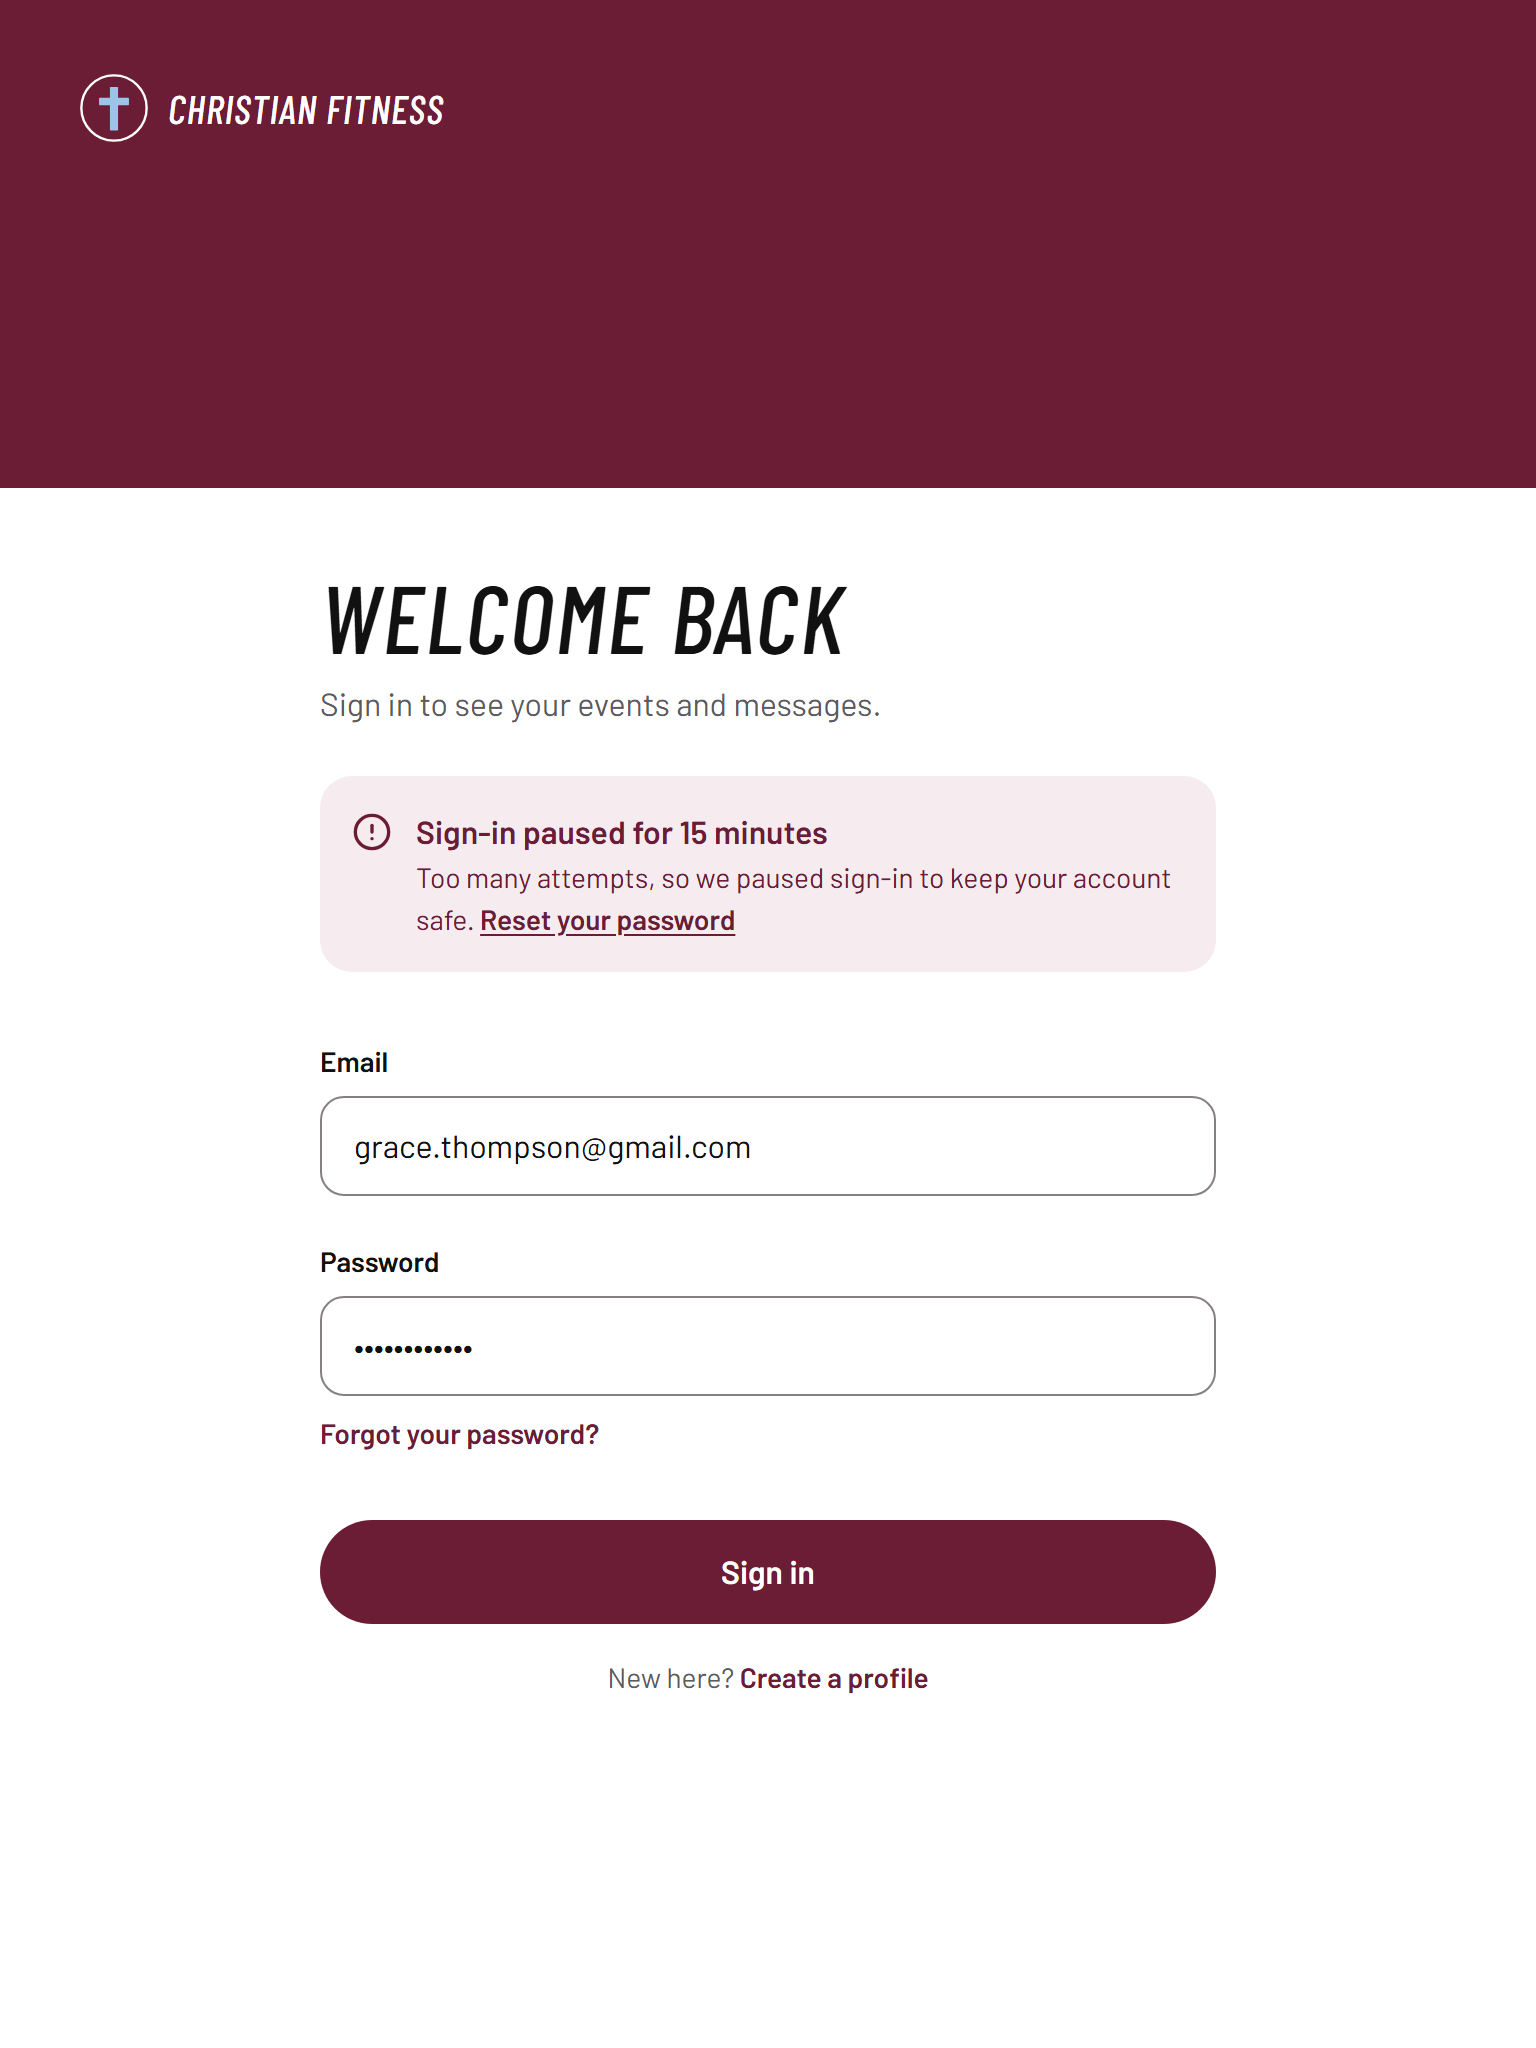 CHRISTIAN FITNESS
WELCOME BACK
Sign in to see your events and messages.
Sign-in paused for 15 minutes
Too many attempts, so we paused sign-in to keep your account
safe. Reset your password
Email
grace.thompson@gmail.com
Password
••••••••••••
Forgot your password?
Sign in
New here? Create a profile